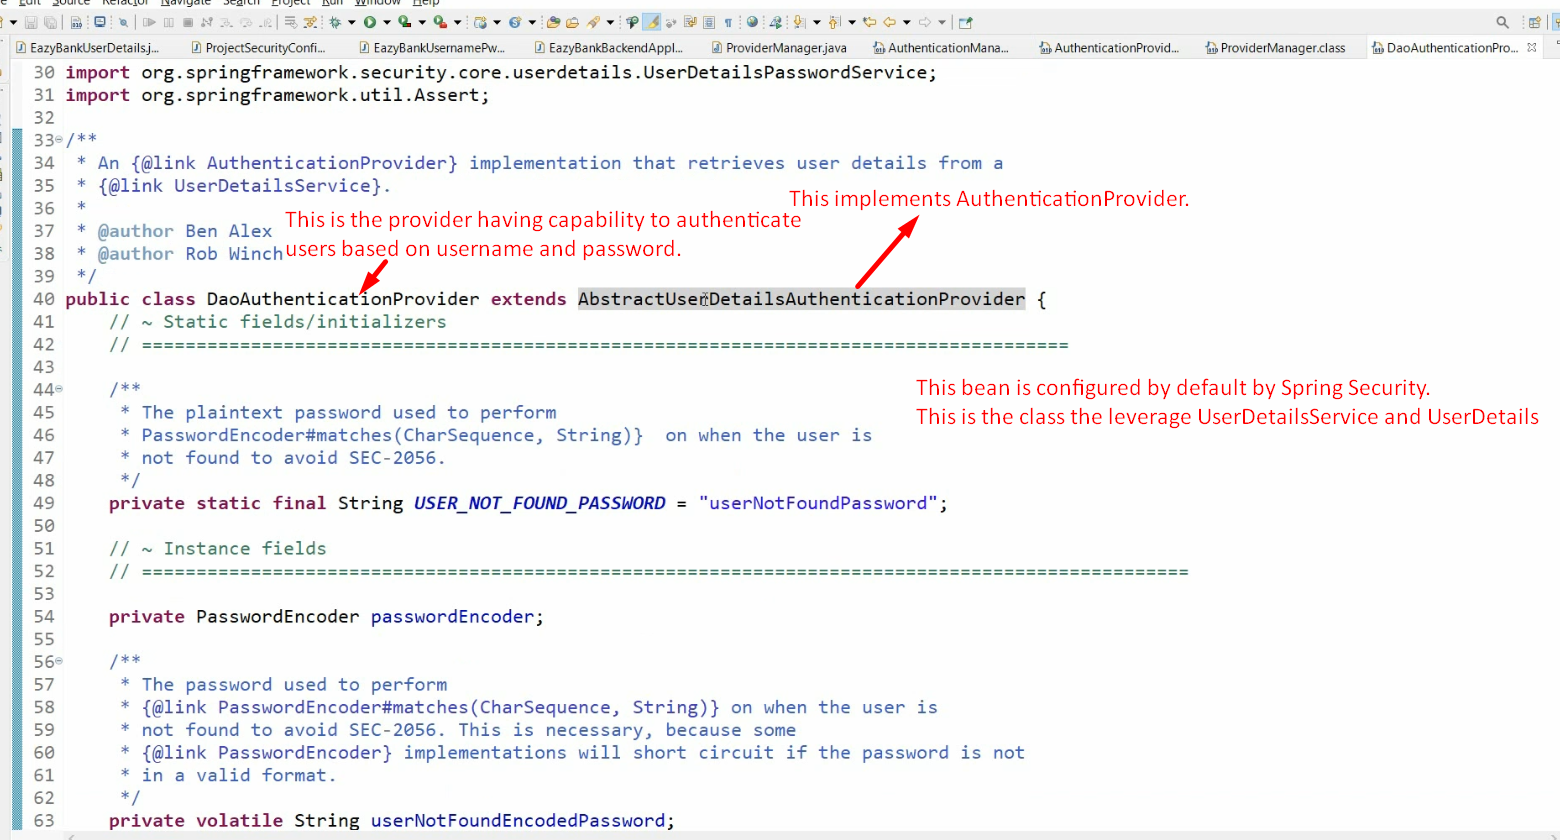 Edit Source Refactor Navigate Search Project Run Window Help
EazyBankUserDetails.j... ProjectSecurityConfi... EazyBankUsernamePw... EazyBankBackendAppl... ProviderManager.java AuthenticationMana... AuthenticationProvid... ProviderManager.class DaoAuthenticationPro...
30 import org.springframework.security.core.userdetails.UserDetailsPasswordService;
31 import org.springframework.util.Assert;
32
33 /**
34 * An {@link AuthenticationProvider} implementation that retrieves user details from a
35 * {@link UserDetailsService}.
This implements AuthenticationProvider.
36 *
This is the provider having capability to authenticate
37 * @author Ben Alex
38 * @author Rob Winch
users based on username and password.
39 */
40 public class DaoAuthenticationProvider extends AbstractUserDetailsAuthenticationProvider {
41 // ~ Static fields/initializers
42 // =====================================================================================
43
44 /**
This bean is configured by default by Spring Security.
45 * The plaintext password used to perform
This is the class the leverage UserDetailsService and UserDetails
46 * PasswordEncoder#matches(CharSequence, String)} on when the user is
47 * not found to avoid SEC-2056.
48 */
49 private static final String USER_NOT_FOUND_PASSWORD = "userNotFoundPassword";
50
51 // ~ Instance fields
52 // ================================================================================================
53
54 private PasswordEncoder passwordEncoder;
55
56 /**
57 * The password used to perform
58 * {@link PasswordEncoder#matches(CharSequence, String)} on when the user is
59 * not found to avoid SEC-2056. This is necessary, because some
60 * {@link PasswordEncoder} implementations will short circuit if the password is not
61 * in a valid format.
62 */
63 private volatile String userNotFoundEncodedPassword;